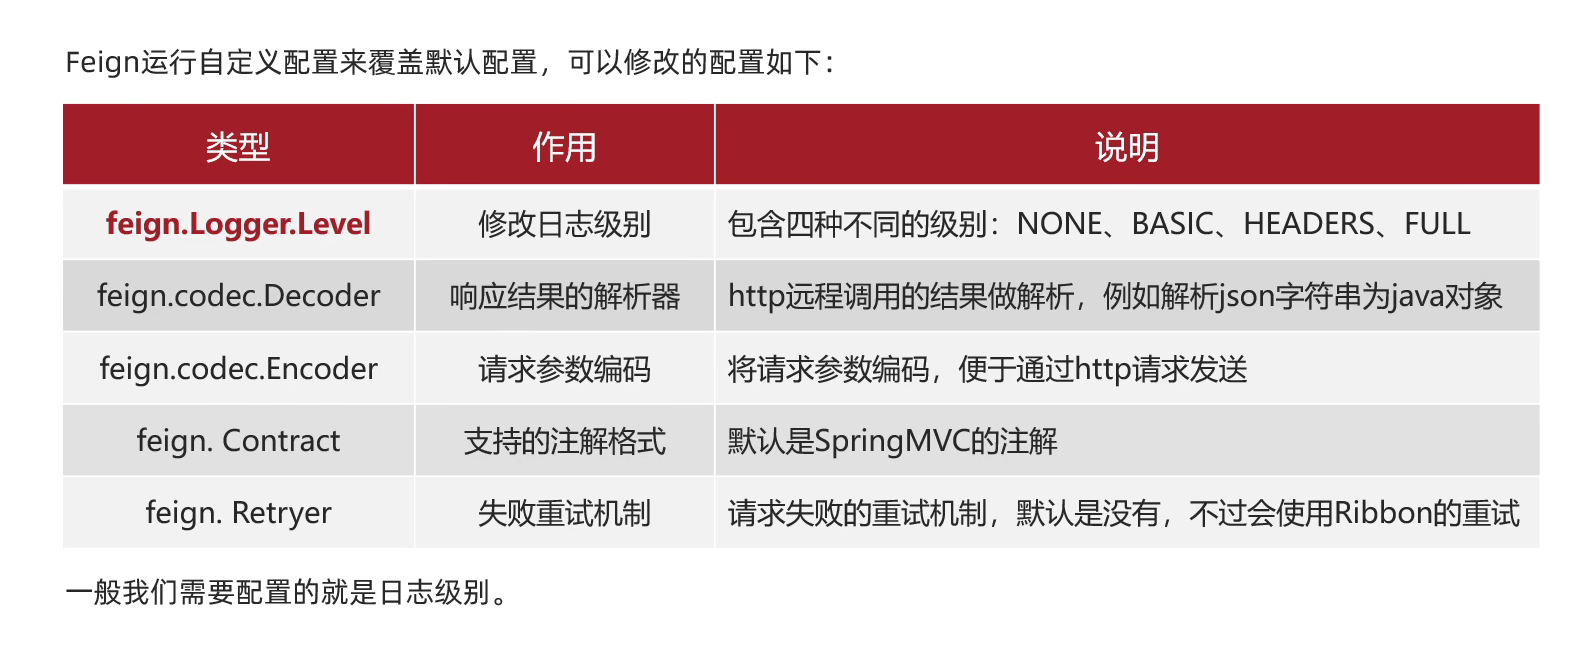 Feign运行自定义配置来覆盖默认配置，可以修改的配置如下：
类型 作用 说明
feign.Logger.Level 修改日志级别 包含四种不同的级别：NONE、BASIC、HEADERS、FULL
feign.codec.Decoder 响应结果的解析器 http远程调用的结果做解析，例如解析json字符串为java对象
feign.codec.Encoder 请求参数编码 将请求参数编码，便于通过http请求发送
feign. Contract 支持的注解格式 默认是SpringMVC的注解
feign. Retryer 失败重试机制 请求失败的重试机制，默认是没有，不过会使用Ribbon的重试
一般我们需要配置的就是日志级别。